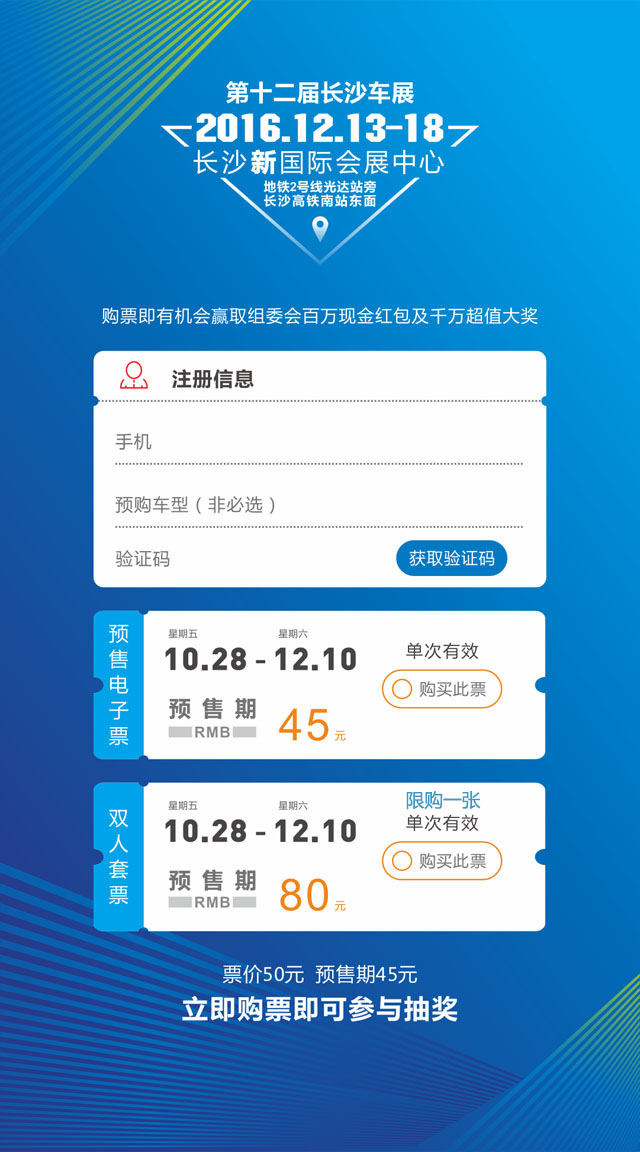 第十二届长沙车展
2016.12.13-18
长沙新国际会展中心
地铁2号线光达站旁
长沙高铁南站东面
购票即有机会赢取组委会百万现金红包及千万超值大奖
注册信息
手机
预购车型（非必选）
验证码 获取验证码
预售电子票
星期五 星期六
10.28-12.10
单次有效
购买此票
预售期
RMB
45元
双人套票
星期五 星期六
10.28-12.10
限购一张
单次有效
购买此票
预售期
RMB
80元
票价50元 预售期45元
立即购票即可参与抽奖